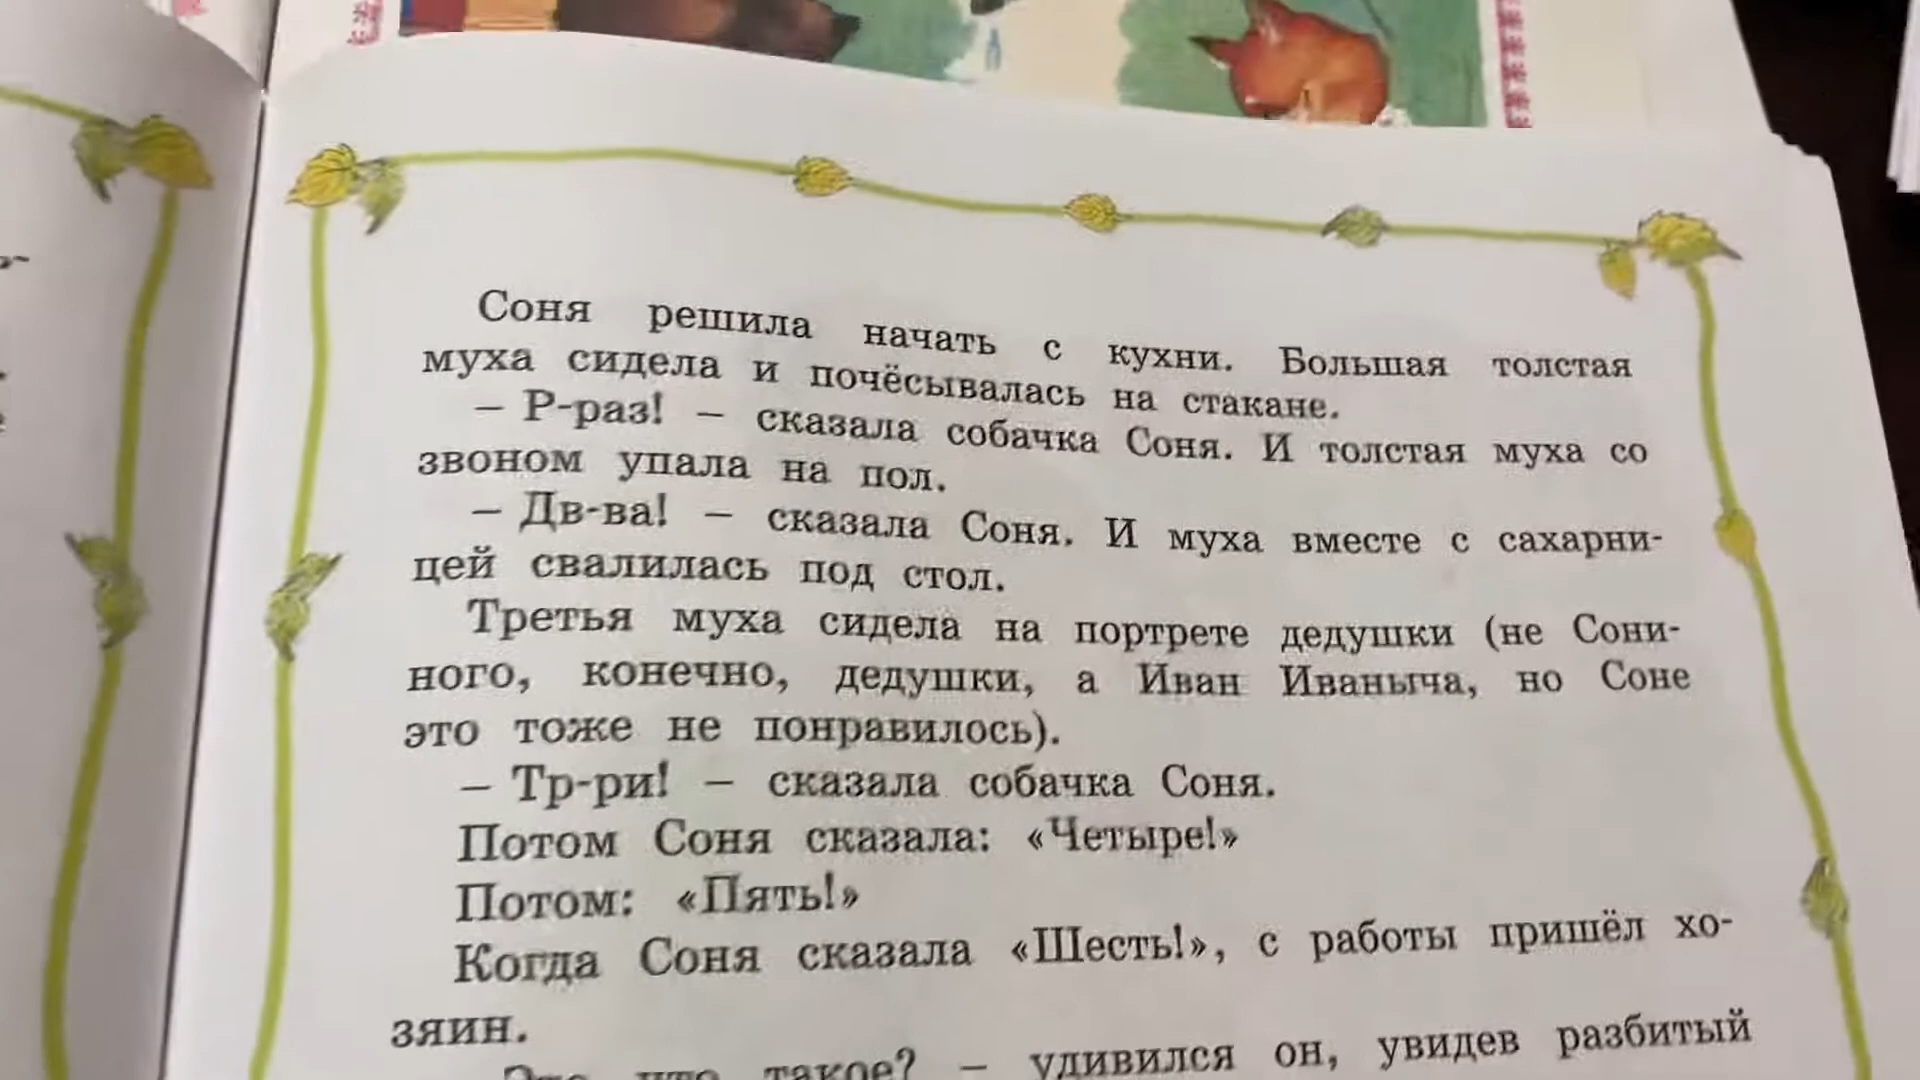 Соня решила начать с кухни. Большая толстая
муха сидела и почёсывалась на стакане.
– Р-раз! – сказала собачка Соня. И толстая муха со
звоном упала на пол.
– Дв-ва! – сказала Соня. И муха вместе с сахарни-
цей свалилась под стол.
Третья муха сидела на портрете дедушки (не Сони-
ного, конечно, дедушки, а Иван Иваныча, но Соне
это тоже не понравилось).
– Тр-ри! – сказала собачка Соня.
Потом Соня сказала: «Четыре!»
Потом: «Пять!»
Когда Соня сказала «Шесть!», с работы пришёл хо-
зяин.
Это что такое? – удивился он, увидев разбитый